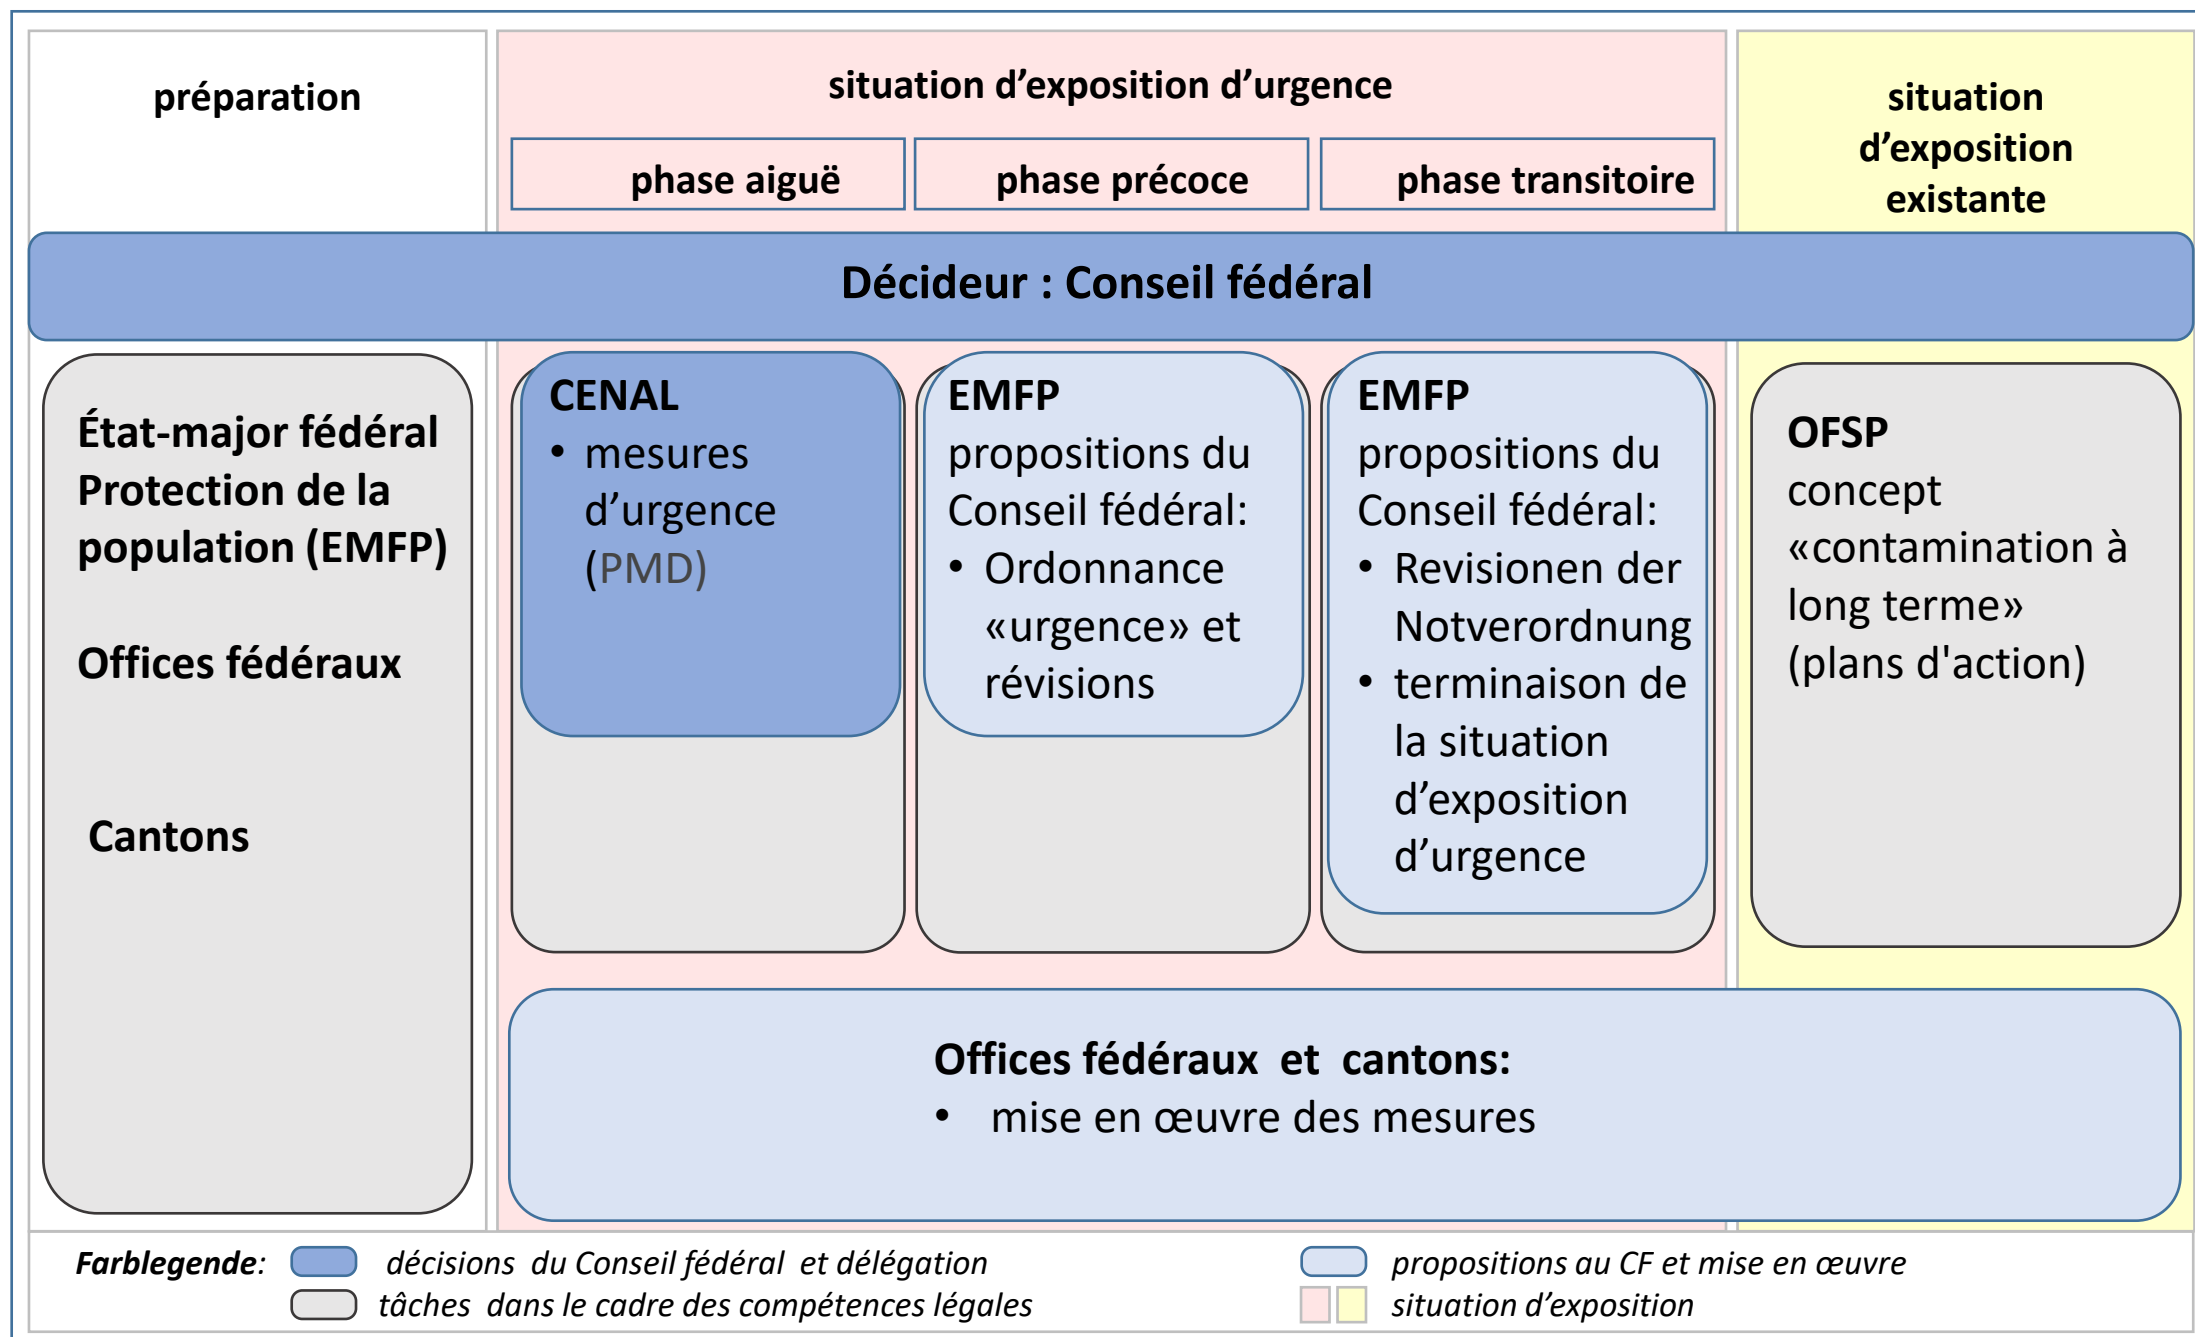 préparation
situation d’exposition d’urgence
phase aiguë
phase précoce
phase transitoire
situation
d’exposition
existante
Décideur : Conseil fédéral
État-major fédéral
Protection de la
population (EMFP)
Offices fédéraux
Cantons
CENAL
• mesures
d’urgence
(PMD)
EMFP
propositions du
Conseil fédéral:
• Ordonnance
«urgence» et
révisions
EMFP
propositions du
Conseil fédéral:
• Revisionen der
Notverordnung
• terminaison de
la situation
d’exposition
d’urgence
OFSP
concept
«contamination à
long terme»
(plans d'action)
Offices fédéraux et cantons:
• mise en œuvre des mesures
Farblegende:
décisions du Conseil fédéral et délégation
propositions au CF et mise en œuvre
tâches dans le cadre des compétences légales
situation d’exposition